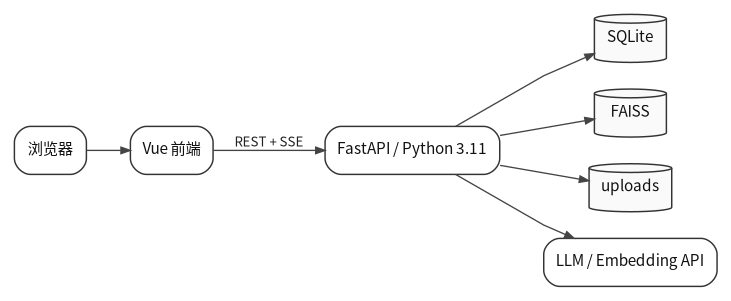 浏览器
Vue 前端
REST + SSE
FastAPI / Python 3.11
SQLite
FAISS
uploads
LLM / Embedding API